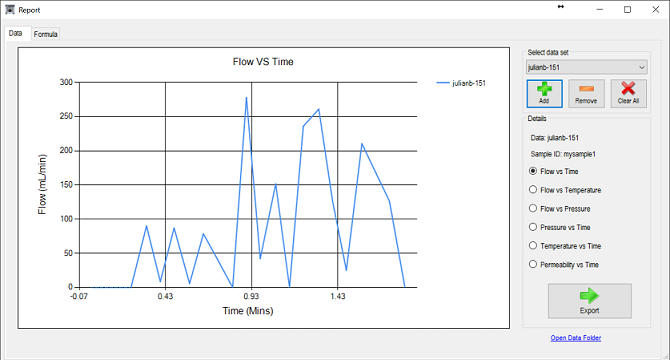 Report
Data
Formula
Flow VS Time
Flow (mL/min)
300
250
200
150
100
50
0
-0.07
0.43
0.93
1.43
Time (Mins)
julianb-151
Select data set
julianb-151
Add
Remove
Clear All
Details
Data: julianb-151
Sample ID: mysample1
Flow vs Time
Flow vs Temperature
Flow vs Pressure
Pressure vs Time
Temperature vs Time
Permeability vs Time
Export
Open Data Folder